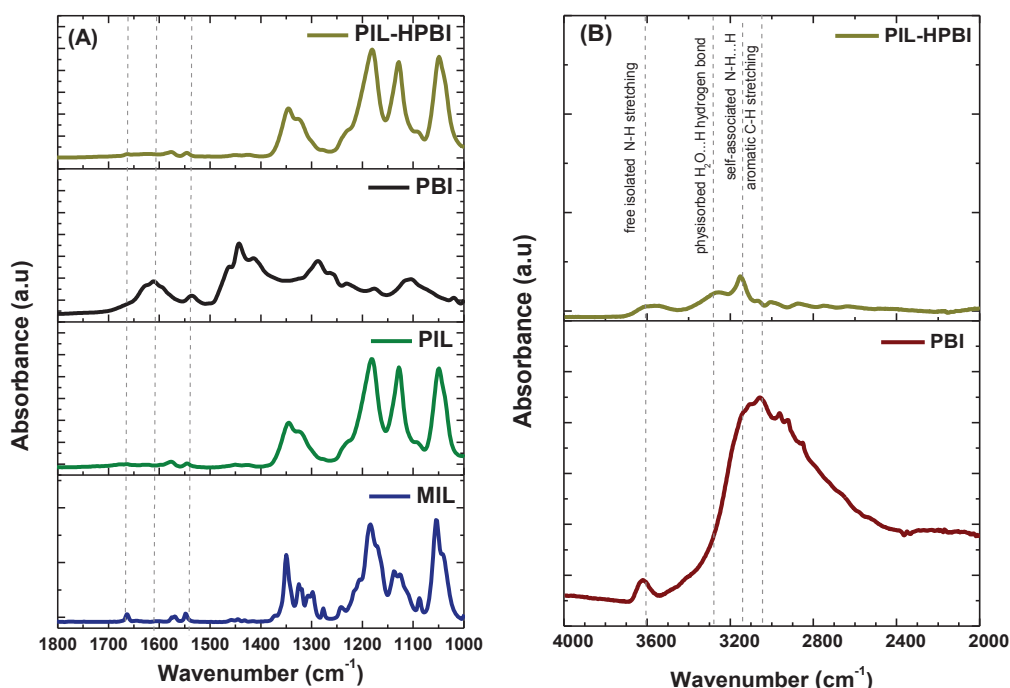 (A)
PIL-HPBI
PBI
PIL
MIL
Absorbance (a.u)
1800 1700 1600 1500 1400 1300 1200 1100 1000
Wavenumber (cm⁻¹)
(B)
PIL-HPBI
free isolated N-H stretching
physisorbed H₂O...H hydrogen bond
self-associated N-H...H
aromatic C-H stretching
PBI
Absorbance (a.u)
4000 3600 3200 2800 2400 2000
Wavenumber (cm⁻¹)